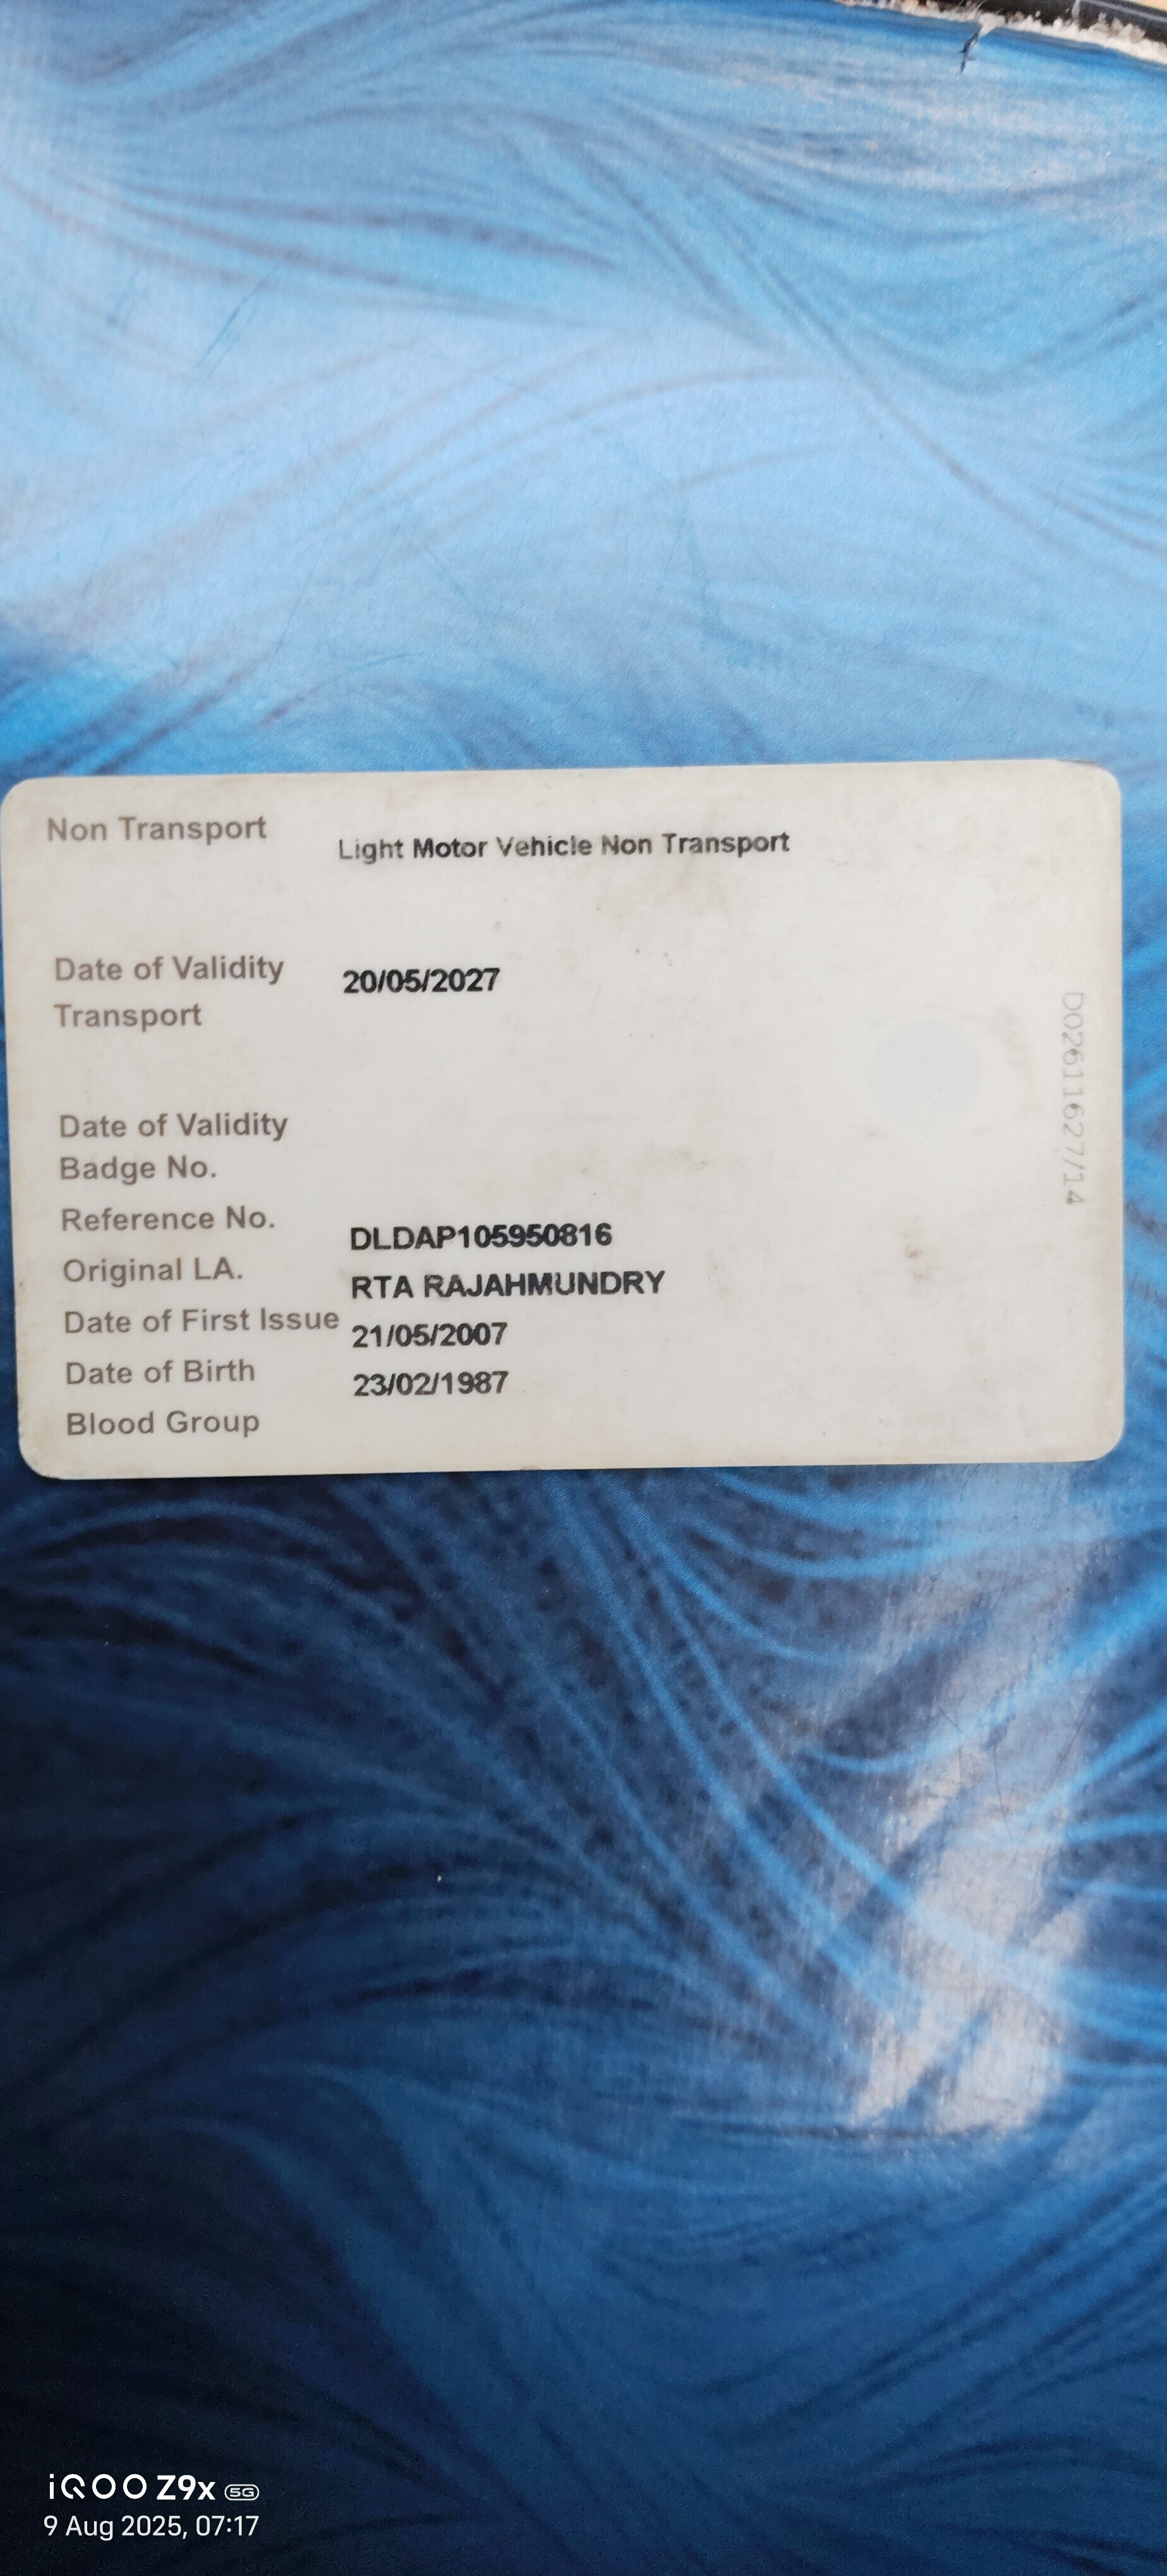 Non Transport
Light Motor Vehicle Non Transport
Date of Validity 20/05/2027
Transport
Date of Validity
Badge No.
Reference No. DLDAP105950816
Original LA. RTA RAJAHMUNDRY
Date of First Issue 21/05/2007
Date of Birth 23/02/1987
Blood Group
D02611627/14
iQOO Z9x 5G
9 Aug 2025, 07:17